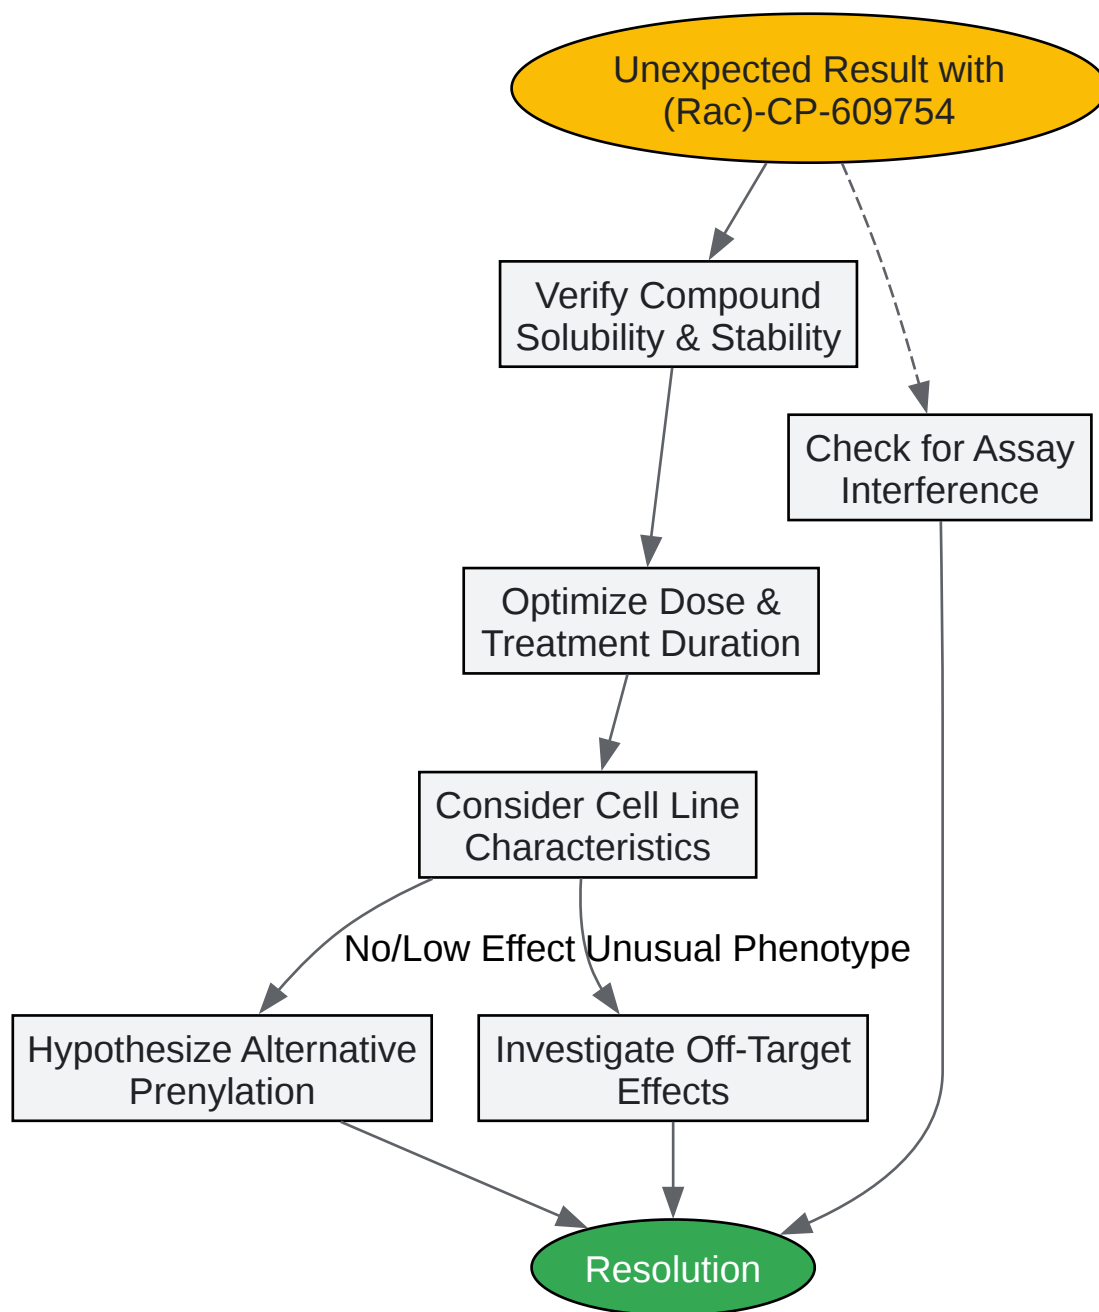 Unexpected Result with
(Rac)-CP-609754
Verify Compound
Solubility & Stability
Check for Assay
Interference
Optimize Dose &
Treatment Duration
Consider Cell Line
Characteristics
No/Low Effect
Unusual Phenotype
Hypothesize Alternative
Prenylation
Investigate Off-Target
Effects
Resolution